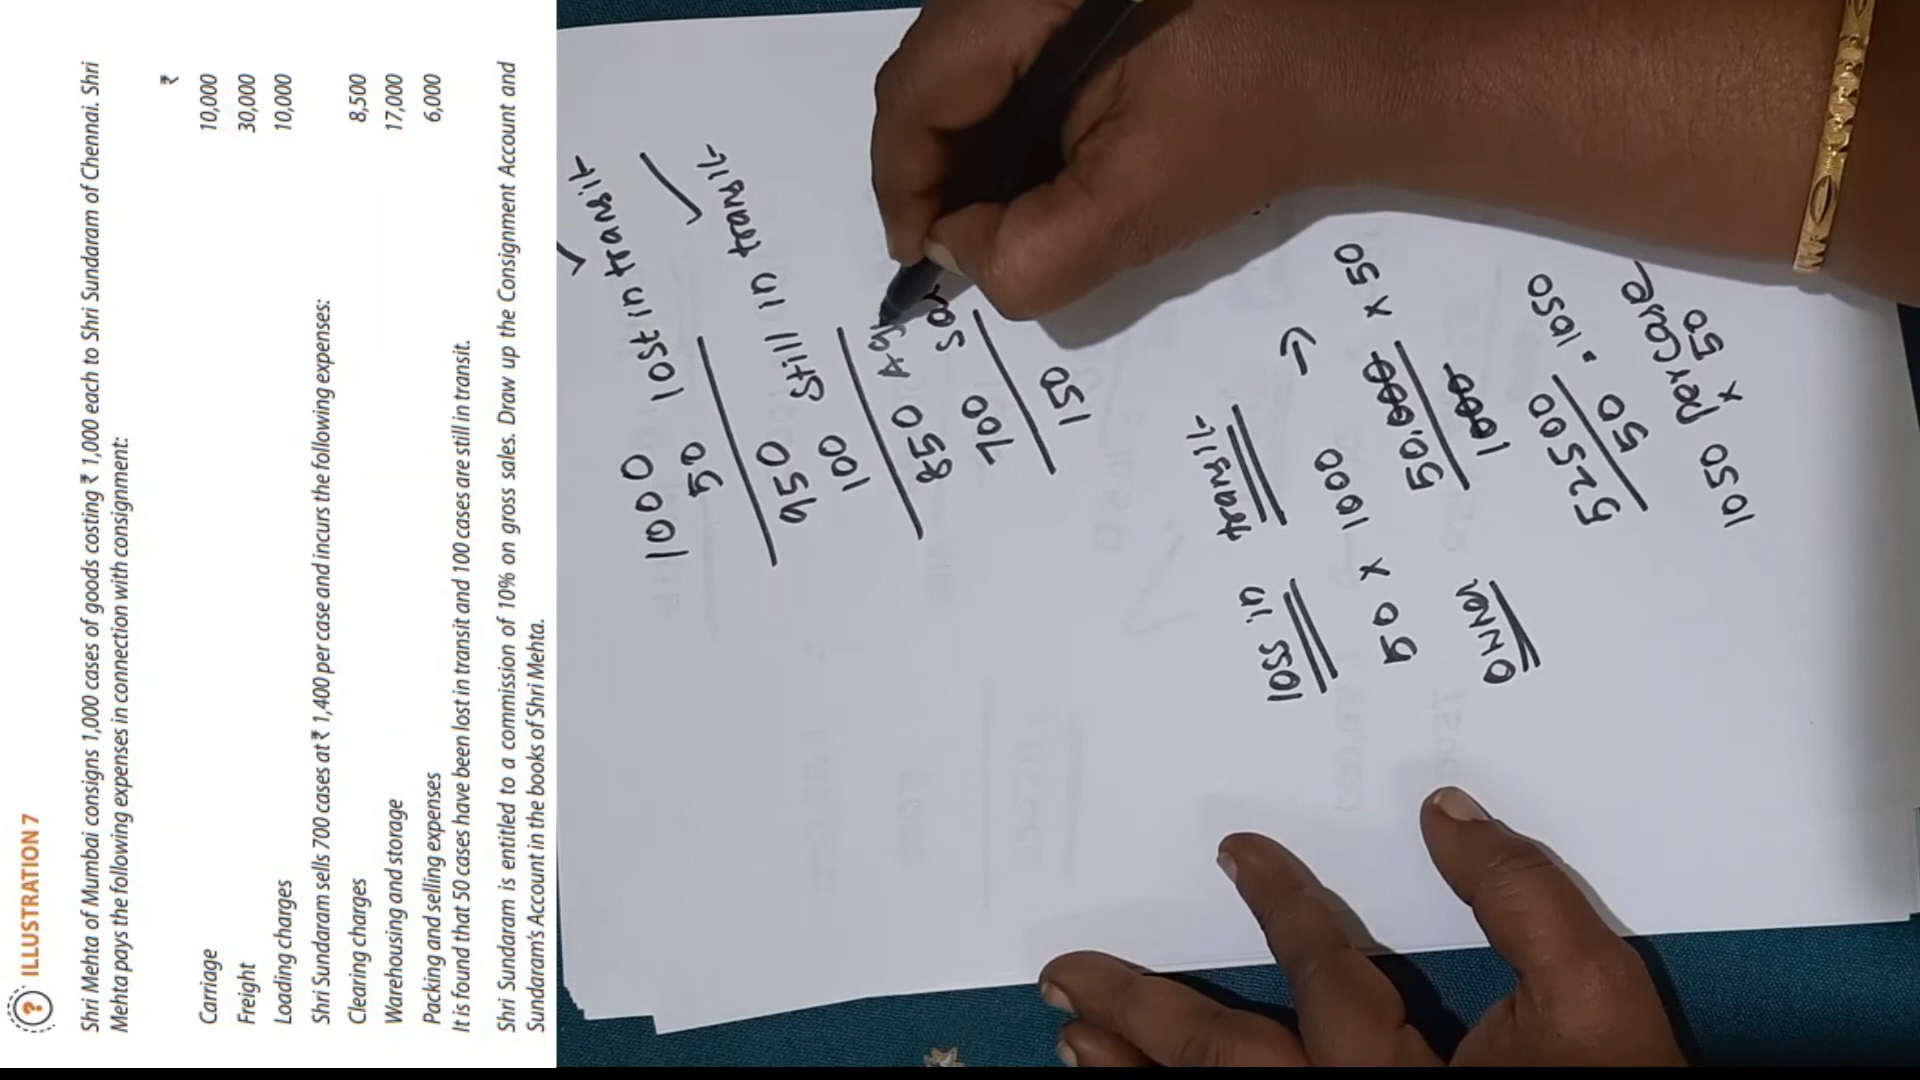 ? ILLUSTRATION 7
Shri Mehta of Mumbai consigns 1,000 cases of goods costing ₹ 1,000 each to Shri Sundaram of Chennai. Shri
Mehta pays the following expenses in connection with consignment:
₹
Carriage 10,000
Freight 30,000
Loading charges 10,000
Shri Sundaram sells 700 cases at ₹ 1,400 per case and incurs the following expenses:
Clearing charges 8,500
Warehousing and storage 17,000
Packing and selling expenses 6,000
It is found that 50 cases have been lost in transit and 100 cases are still in transit.
Shri Sundaram is entitled to a commission of 10% on gross sales. Draw up the Consignment Account and
Sundaram's Account in the books of Shri Mehta.
1000
50 lost in transit
950
100 still in transit
850
700
150
loss in transit
50 x 1000
Owner 50,000 x 50
1000
52500
50 . 1050
1050 per case
x 50